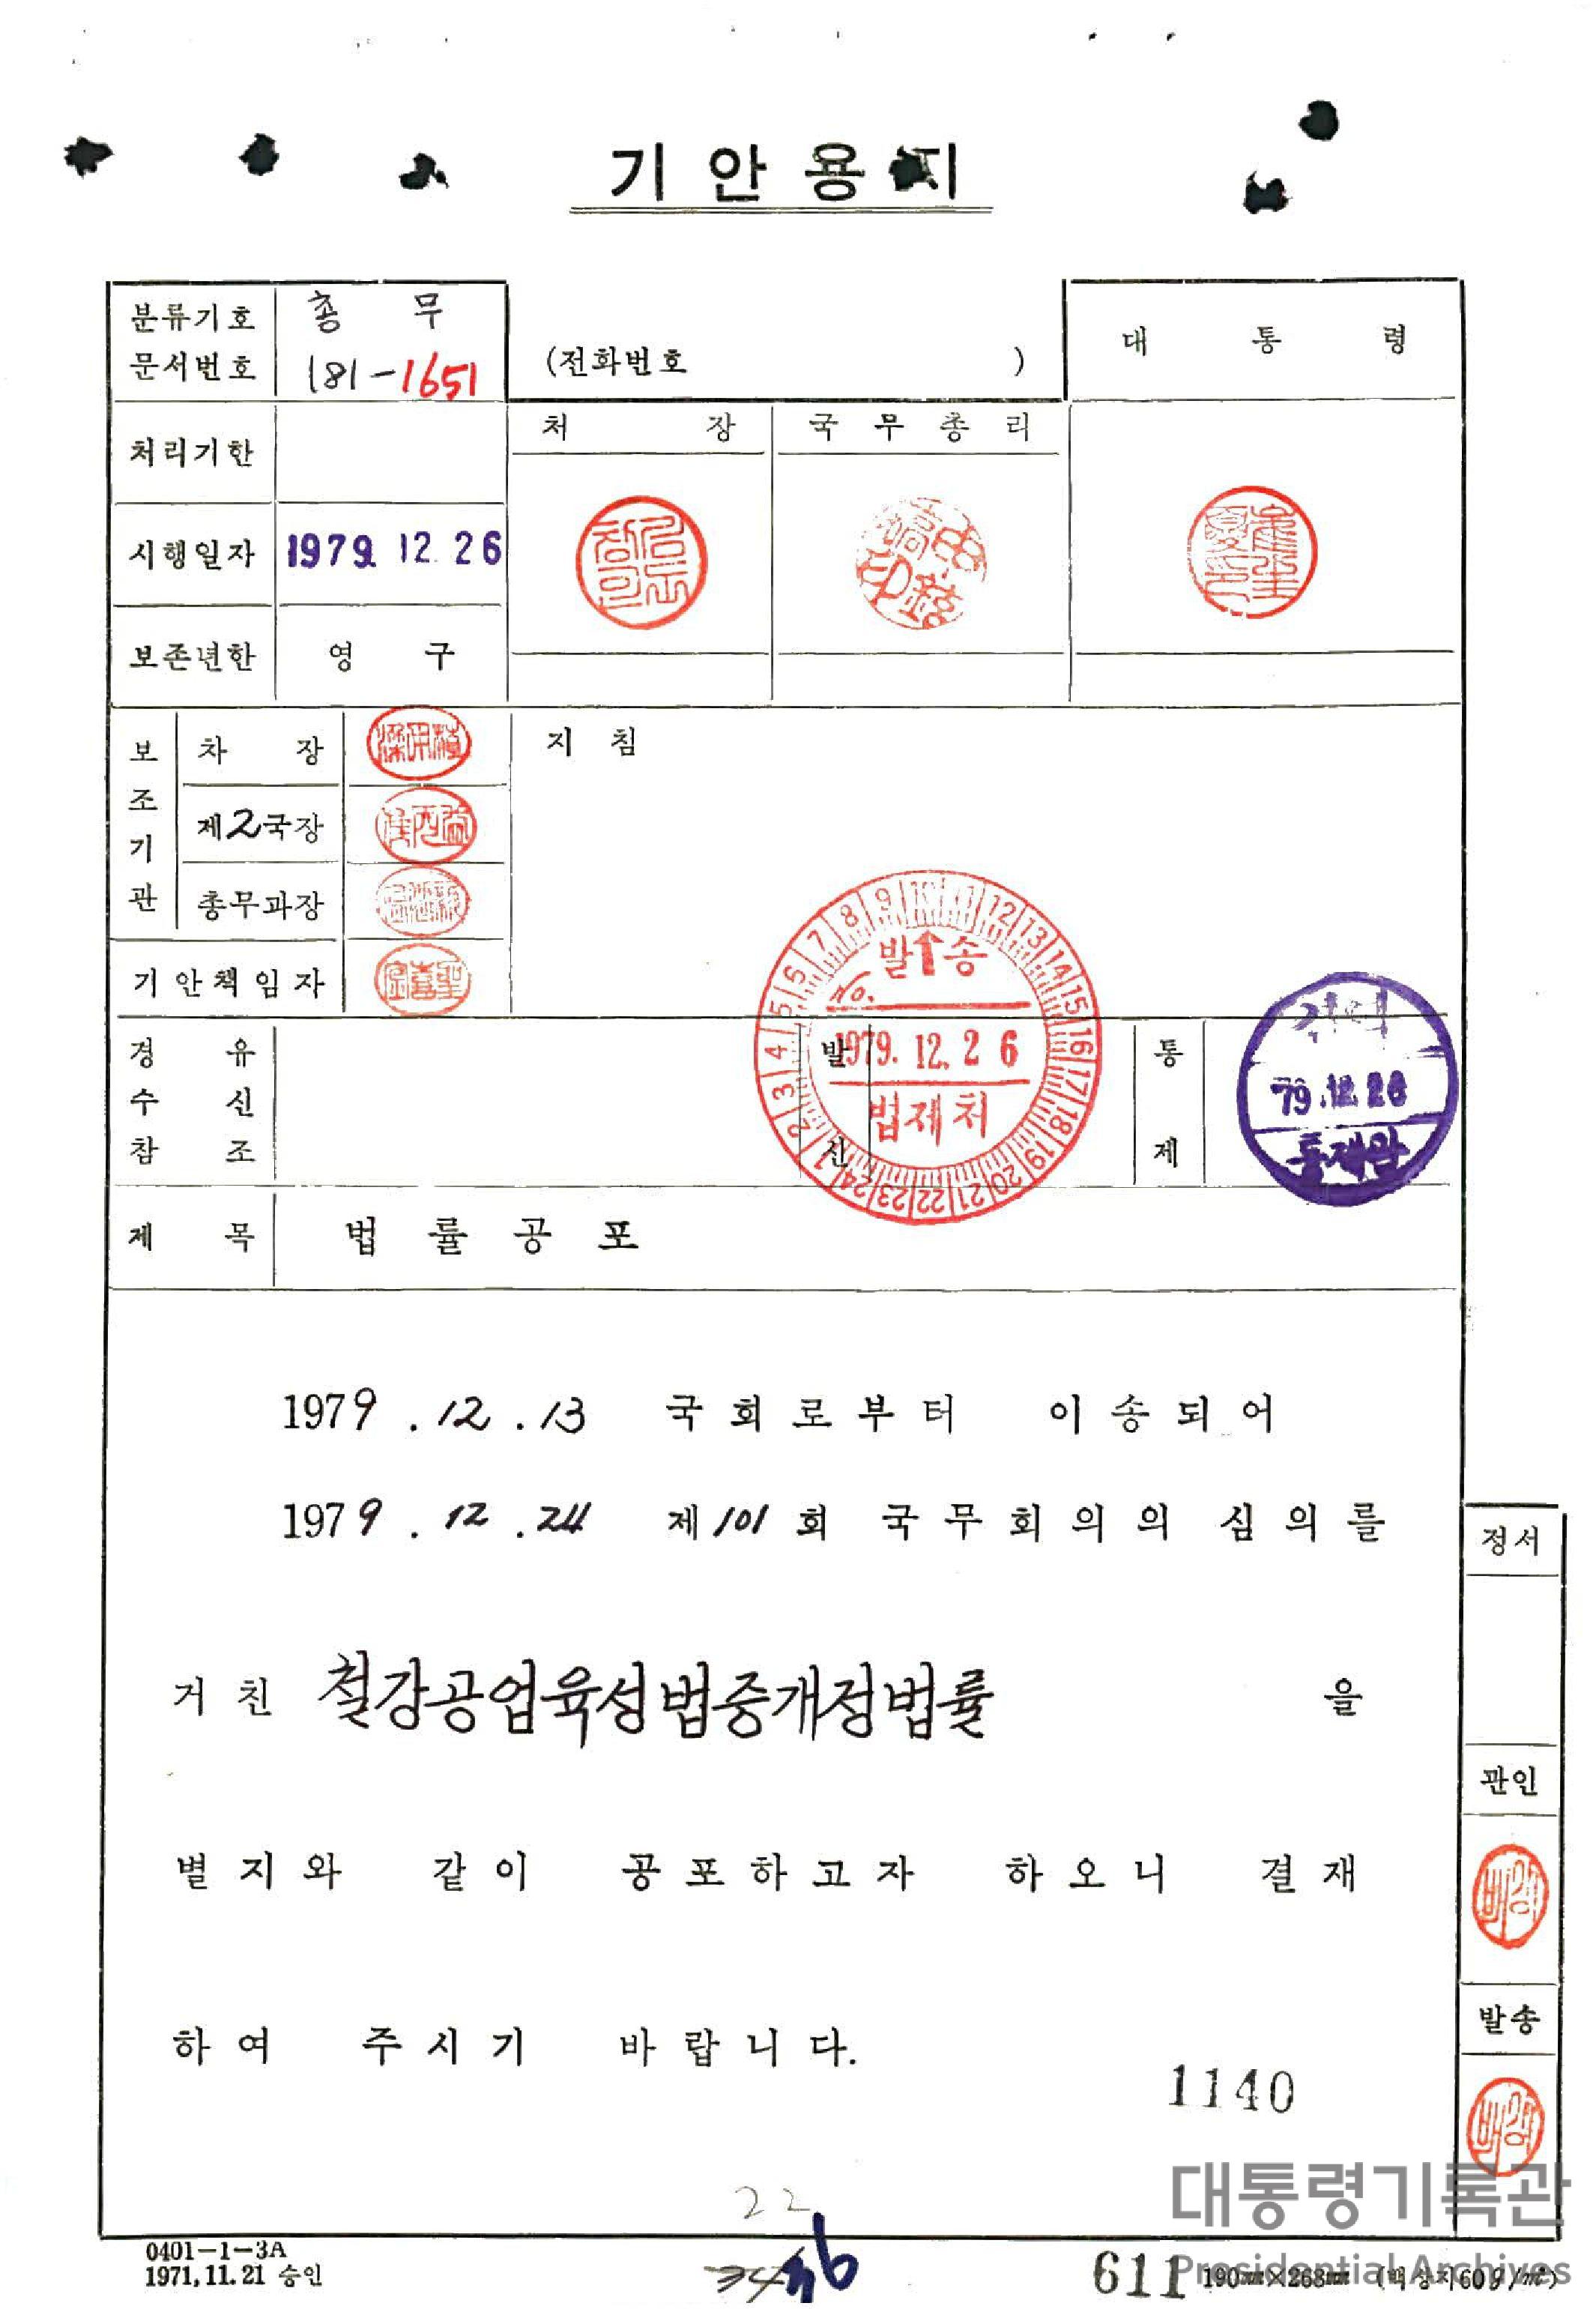 기안용지
분류기호
문서번호
총 무
181-1651
(전화번호 )
대 통 령
처리기한
처 장
국 무 총 리
시행일자
1979. 12. 26
보존년한
영 구
보조기관
차 장
제2국장
총무과장
기안책임자
지 침
경 유
수 신
참 조
발 신
발송
No.
1979. 12. 26
법제처
통 제
79.12.26
통제관
제 목
법 률 공 포
1979 . 12 . 13 국회로부터 이송되어
1979 . 12 . 24 제101회 국무회의의 심의를
거친 철강공업육성법중개정법률 을
별지와 같이 공포하고자 하오니 결재
하여 주시기 바랍니다.
정서
관인
발송
1140
22
36
611
대통령기록관
Presidential Archives
0401-1-3A
1971.11.21 승인
190㎜×268㎜ (백상지60g/㎡)